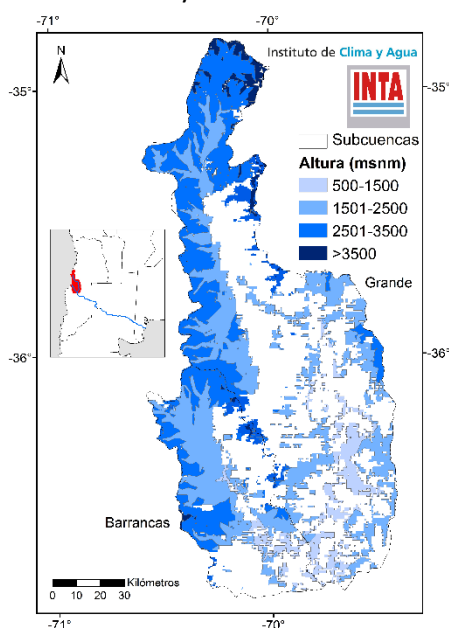 -71°
-70°
N
Instituto de Clima y Agua
INTA
-35°
-35°
Subcuencas
Altura (msnm)
500-1500
1501-2500
2501-3500
>3500
Grande
-36°
-36°
Barrancas
0 10 20 30 Kilómetros
-71°
-70°